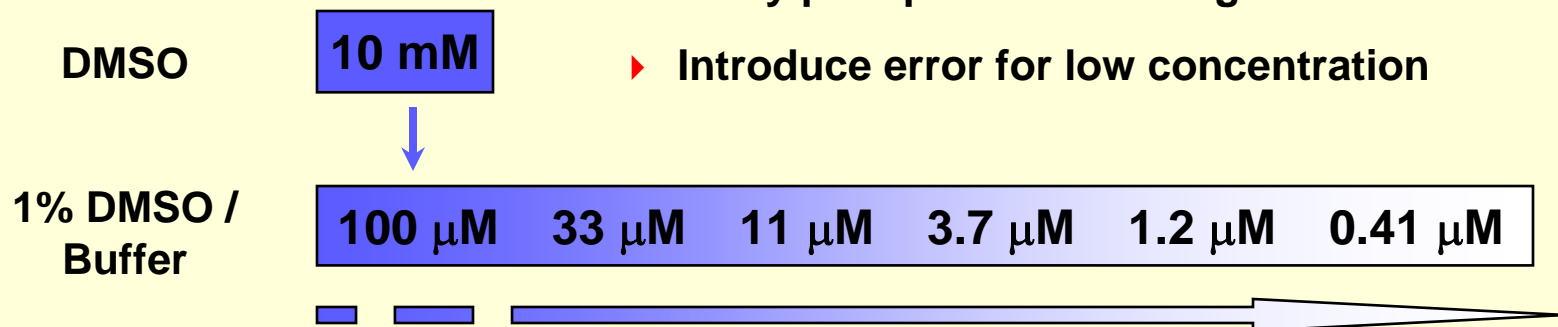 DMSO
10 mM
Introduce error for low concentration
1% DMSO /
Buffer
100 μM 33 μM 11 μM 3.7 μM 1.2 μM 0.41 μM